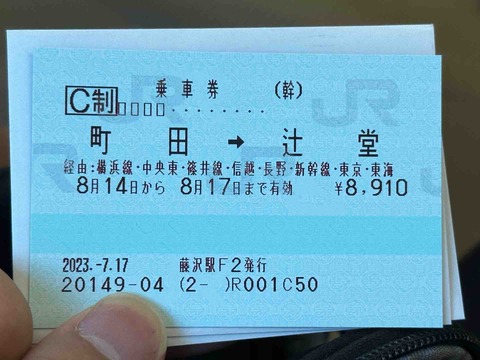 乗車券 (幹)
C制 □□□□・・・・・・・・
町田 → 辻堂
経由:横浜線・中央東・篠井線・信越・長野・新幹線・東京・東海
8月14日から 8月17日まで有効 ¥8,910
2023.-7.17 藤沢駅F2発行
20149-04 (2- )R001C50
JR
JR